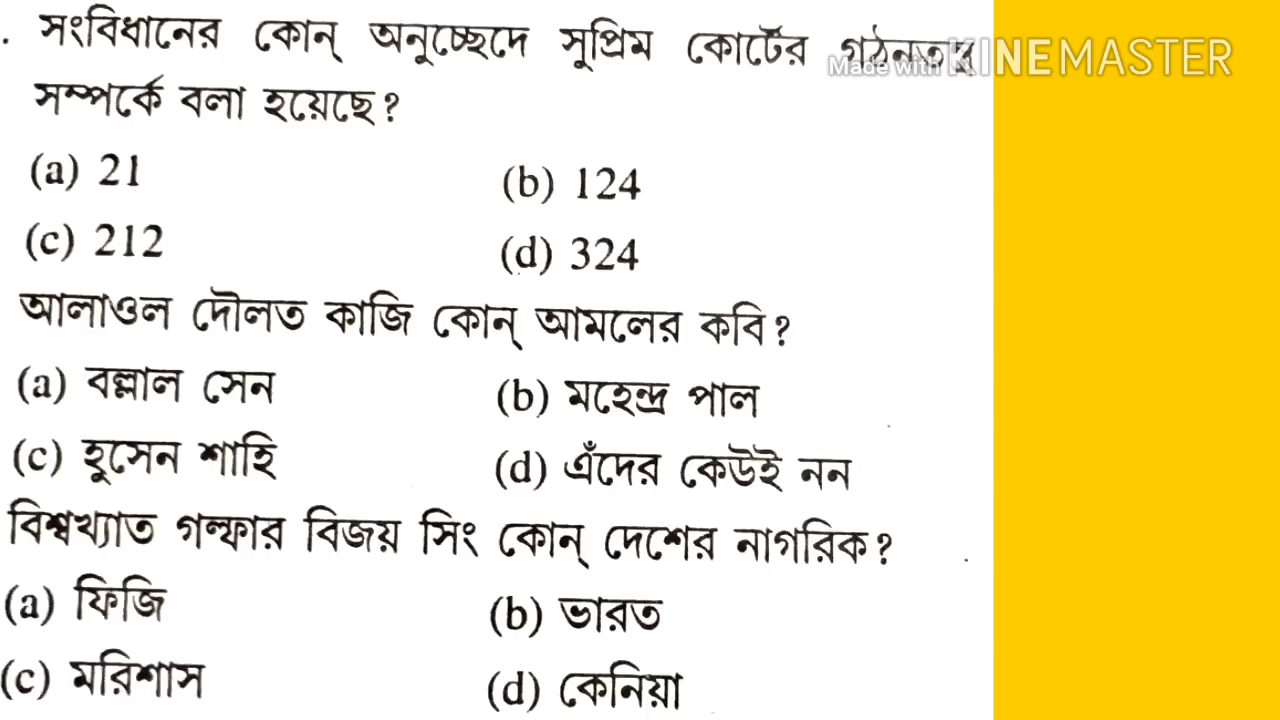 . সংবিধানের কোন্ অনুচ্ছেদে সুপ্রিম কোর্টের গঠনতন্ত্র
Made with KINEMASTER
সম্পর্কে বলা হয়েছে?
(a) 21 (b) 124
(c) 212 (d) 324
আলাওল দৌলত কাজি কোন্ আমলের কবি?
(a) বল্লাল সেন (b) মহেন্দ্র পাল
(c) হুসেন শাহি (d) এঁদের কেউই নন
বিশ্বখ্যাত গল্ফার বিজয় সিং কোন্ দেশের নাগরিক?
(a) ফিজি (b) ভারত
(c) মরিশাস (d) কেনিয়া